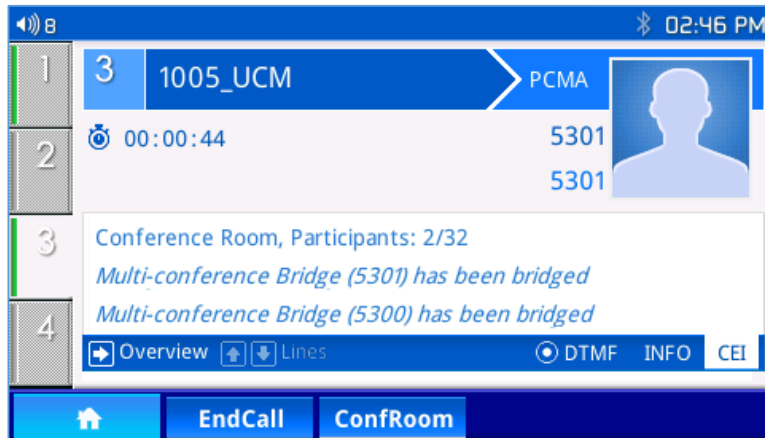 8 02:46 PM
1 3 1005_UCM PCMA
2 00:00:44 5301
5301
3 Conference Room, Participants: 2/32
Multi-conference Bridge (5301) has been bridged
4 Multi-conference Bridge (5300) has been bridged
Overview Lines DTMF INFO CEI
EndCall ConfRoom